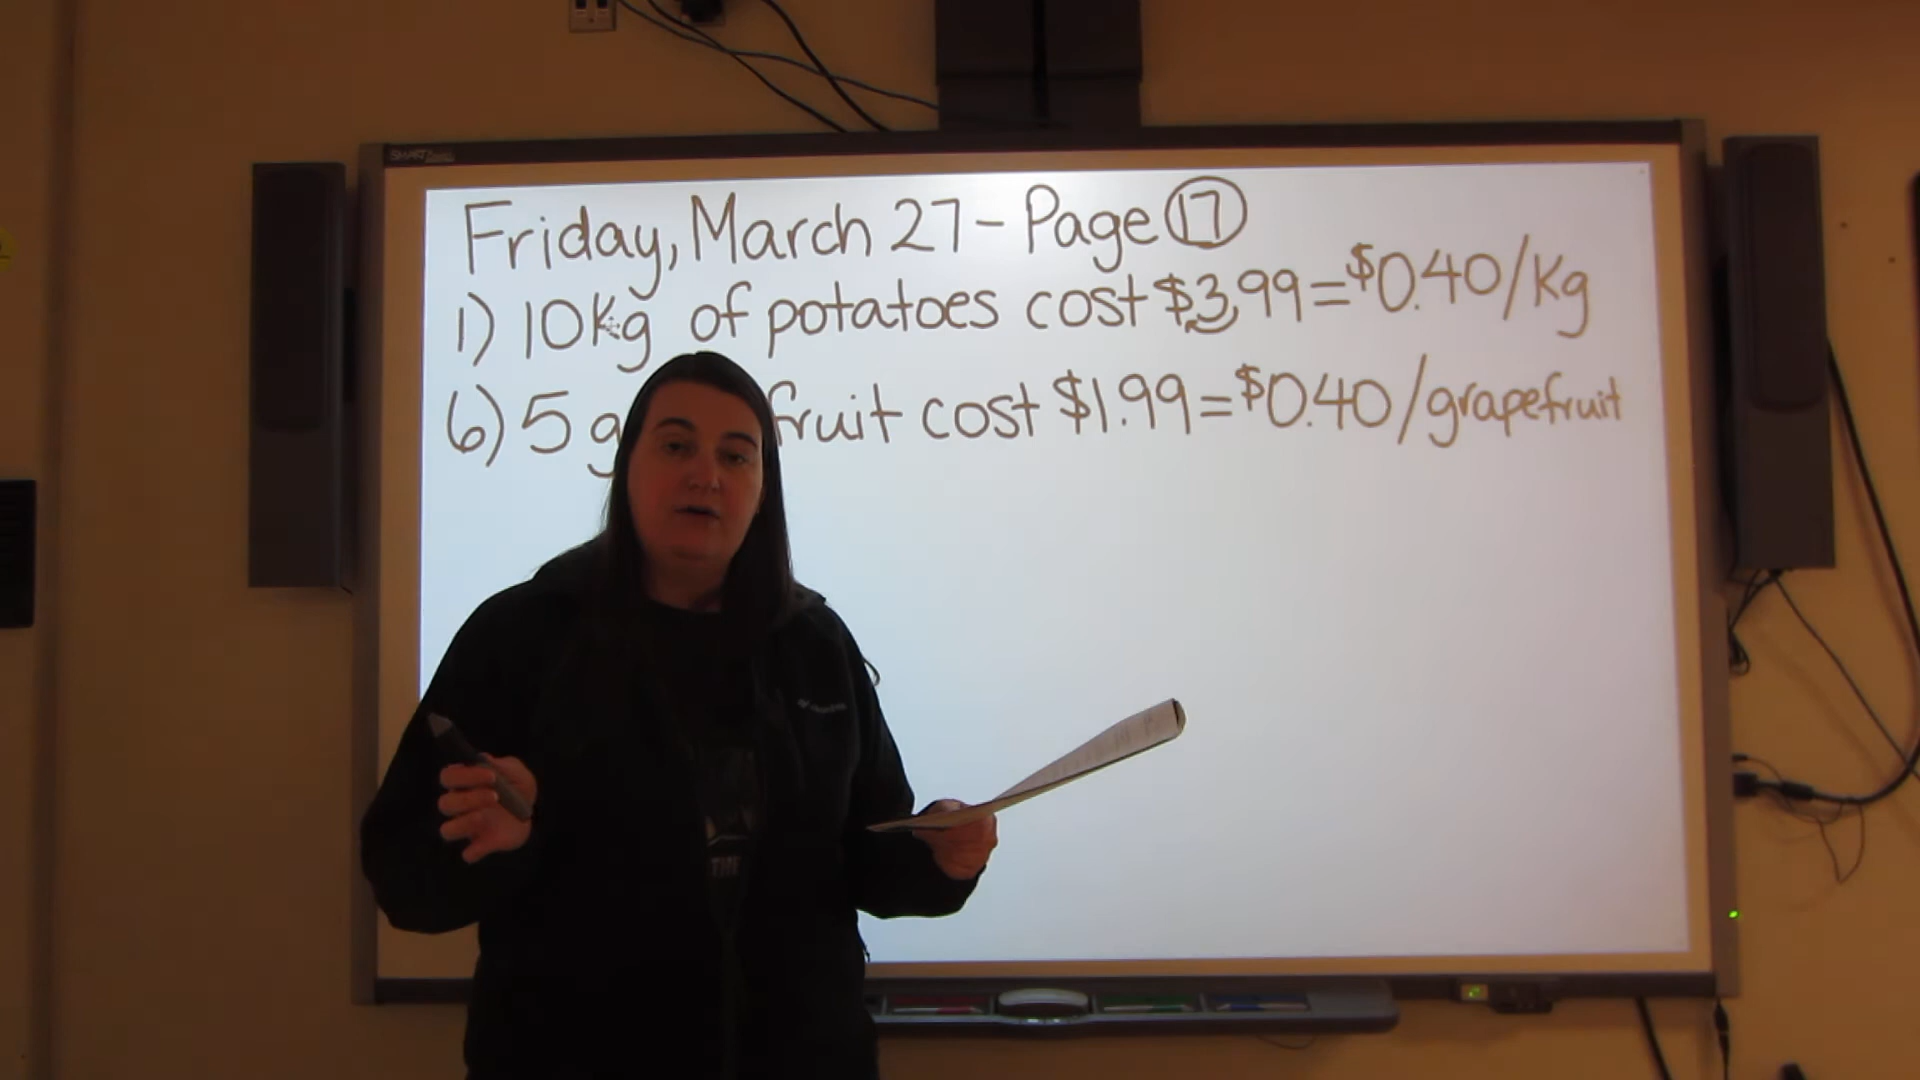 SMART
Friday, March 27 - Page 17
1) 10Kg of potatoes cost $3.99 = $0.40/Kg
6) 5 g fruit cost $1.99 = $0.40/grapefruit